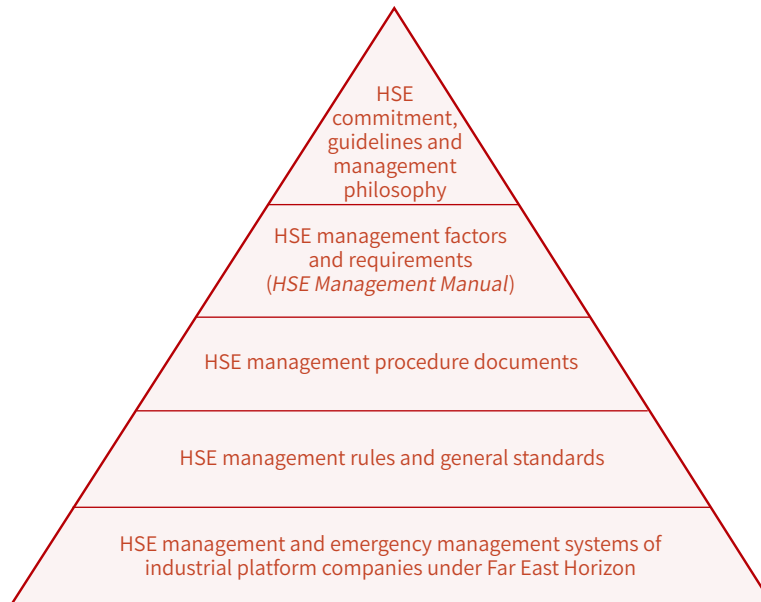 HSE
commitment,
guidelines and
management
philosophy
HSE management factors
and requirements
(HSE Management Manual)
HSE management procedure documents
HSE management rules and general standards
HSE management and emergency management systems of
industrial platform companies under Far East Horizon